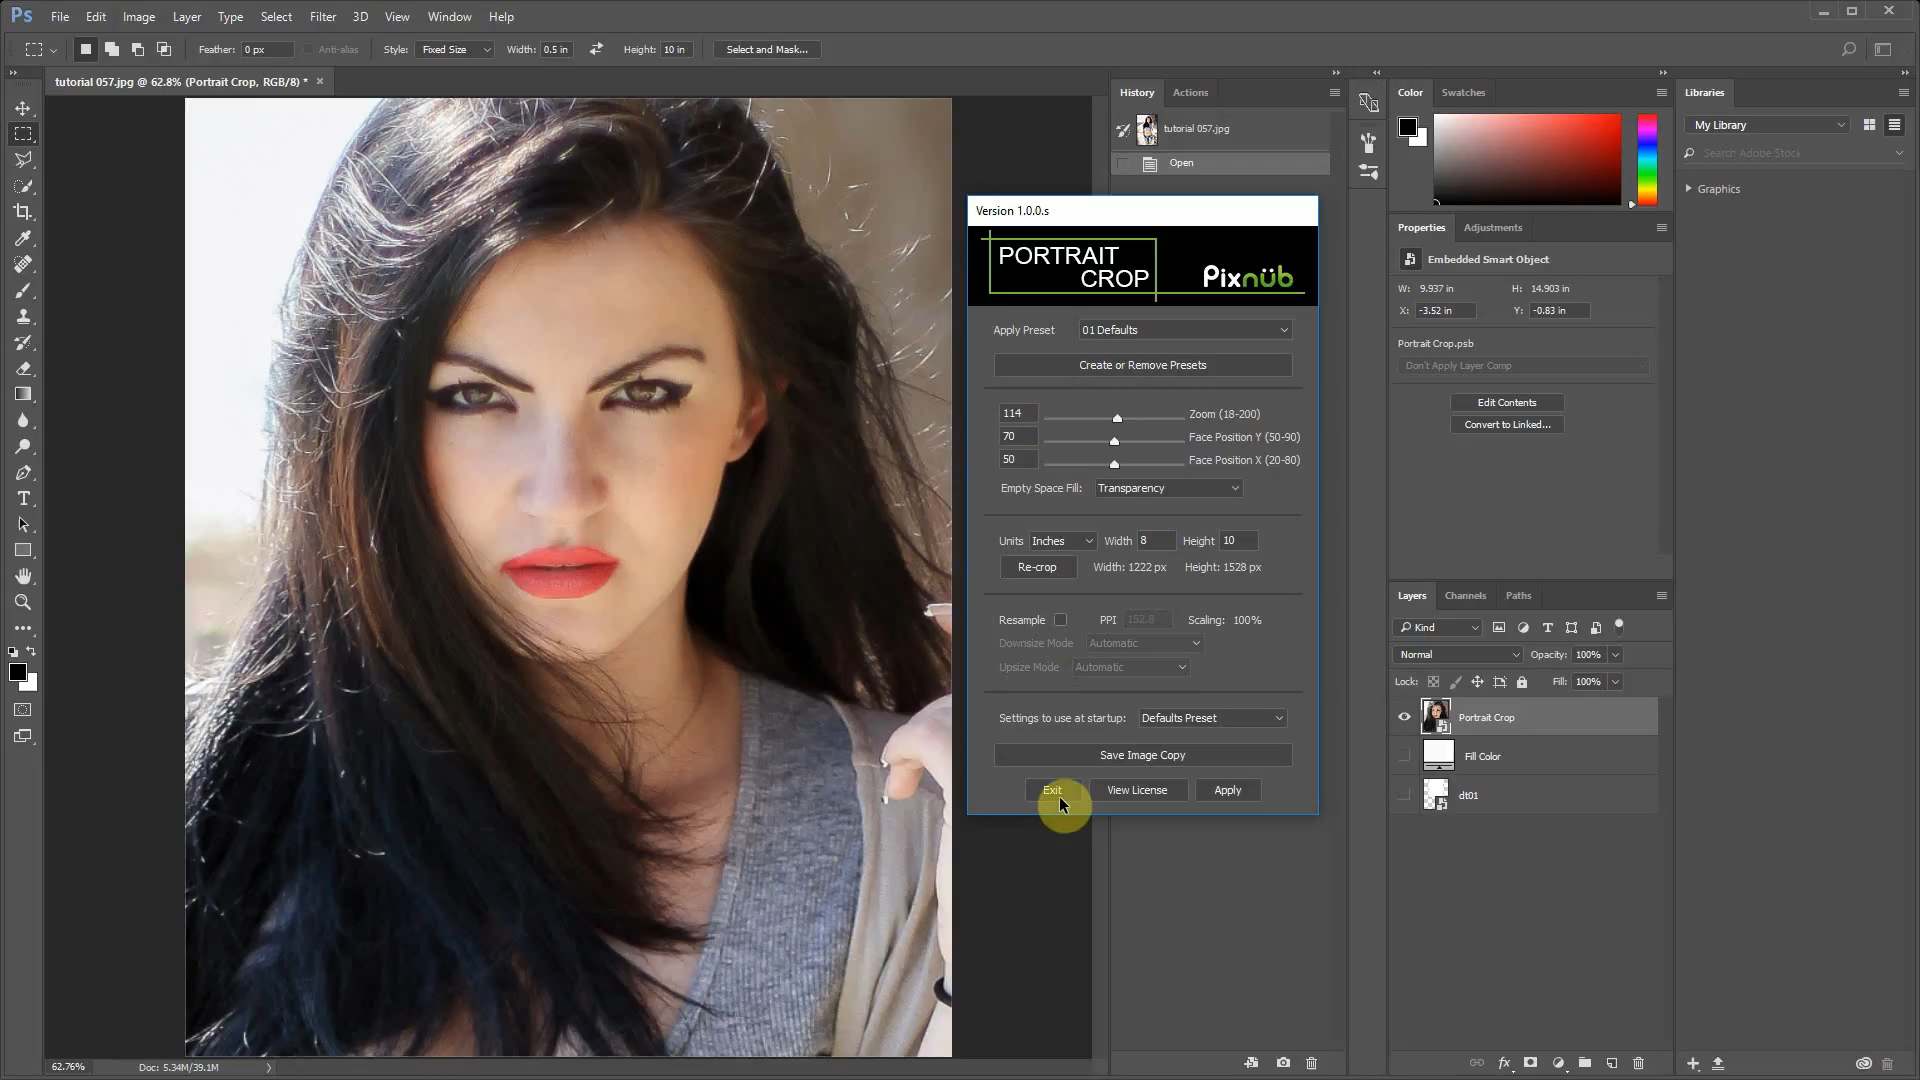 Ps File Edit Image Layer Type Select Filter 3D View Window Help
Feather: 0 px Anti-alias Style: Fixed Size Width: 0.5 in Height: 10 in Select and Mask...
tutorial 057.jpg @ 62.8% (Portrait Crop, RGB/8) *
History Actions
tutorial 057.jpg
Open
Version 1.0.0.s
PORTRAIT
CROP
Pixnüb
Apply Preset 01 Defaults
Create or Remove Presets
114 Zoom (18-200)
70 Face Position Y (50-90)
50 Face Position X (20-80)
Empty Space Fill: Transparency
Units Inches Width 8 Height 10
Re-crop Width: 1222 px Height: 1528 px
Resample PPI 152.8 Scaling: 100%
Downsize Mode Automatic
Upsize Mode Automatic
Settings to use at startup: Defaults Preset
Save Image Copy
Exit View License Apply
Color Swatches
Properties Adjustments
Embedded Smart Object
W: 9.937 in H: 14.903 in
X: -3.52 in Y: -0.83 in
Portrait Crop.psb
Don't Apply Layer Comp
Edit Contents
Convert to Linked...
Layers Channels Paths
Kind
Normal Opacity: 100%
Lock: Fill: 100%
Portrait Crop
Fill Color
dt01
fx
Libraries
My Library
Search Adobe Stock
Graphics
62.76% Doc: 5.34M/39.1M